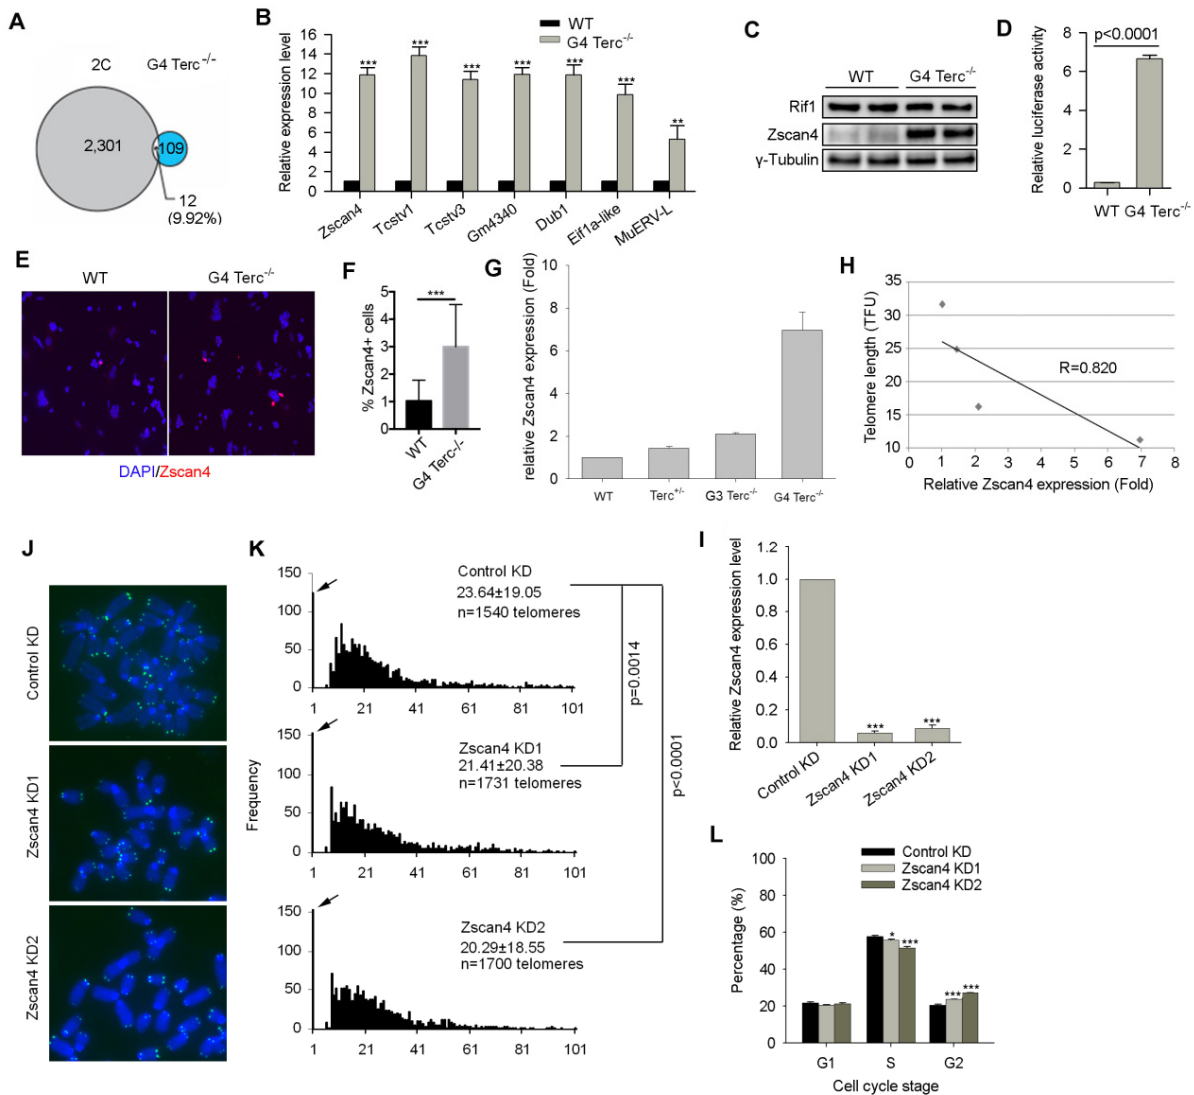 A
2C
G4 Terc-/-
2,301
109
12
(9.92%)
B
WT
G4 Terc-/-
Relative expression level
16
14
12
10
8
6
4
2
0
***
***
***
***
***
***
**
Zscan4
Tcstv1
Tcstv3
Gm4340
Dub1
Eif1a-like
MuERV-L
C
WT
G4 Terc-/-
Rif1
Zscan4
γ-Tubulin
D
Relative luciferase activity
p<0.0001
8
6
4
2
0
WT
G4 Terc-/-
E
WT
G4 Terc-/-
DAPI/Zscan4
F
% Zscan4+ cells
5
4
3
2
1
0
***
WT
G4 Terc-/-
G
relative Zscan4 expression (Fold)
10
8
6
4
2
0
WT
Terc+/-
G3 Terc-/-
G4 Terc-/-
H
Telomere length (TFU)
35
30
25
20
15
10
R=0.820
0 1 2 3 4 5 6 7 8
Relative Zscan4 expression (Fold)
J
Control KD
Zscan4 KD1
Zscan4 KD2
K
Frequency
150
100
50
0
Control KD
23.64±19.05
n=1540 telomeres
1 21 41 61 81 101
150
100
50
0
Zscan4 KD1
21.41±20.38
n=1731 telomeres
1 21 41 61 81 101
150
100
50
0
Zscan4 KD2
20.29±18.55
n=1700 telomeres
1 21 41 61 81 101
p=0.0014
p<0.0001
I
Relative Zscan4 expression level
1.2
1.0
0.8
0.6
0.4
0.2
0.0
***
***
Control KD
Zscan4 KD1
Zscan4 KD2
L
Control KD
Zscan4 KD1
Zscan4 KD2
Percentage (%)
100
80
60
40
20
0
*
***
***
***
G1
S
G2
Cell cycle stage